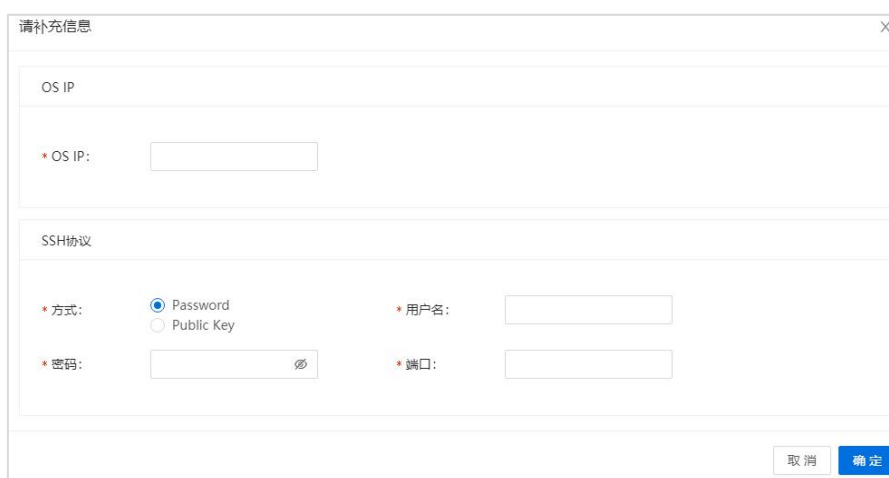 请补充信息
OS IP
* OS IP:
SSH协议
* 方式: Password * 用户名:
Public Key
* 密码: * 端口:
取消 确定